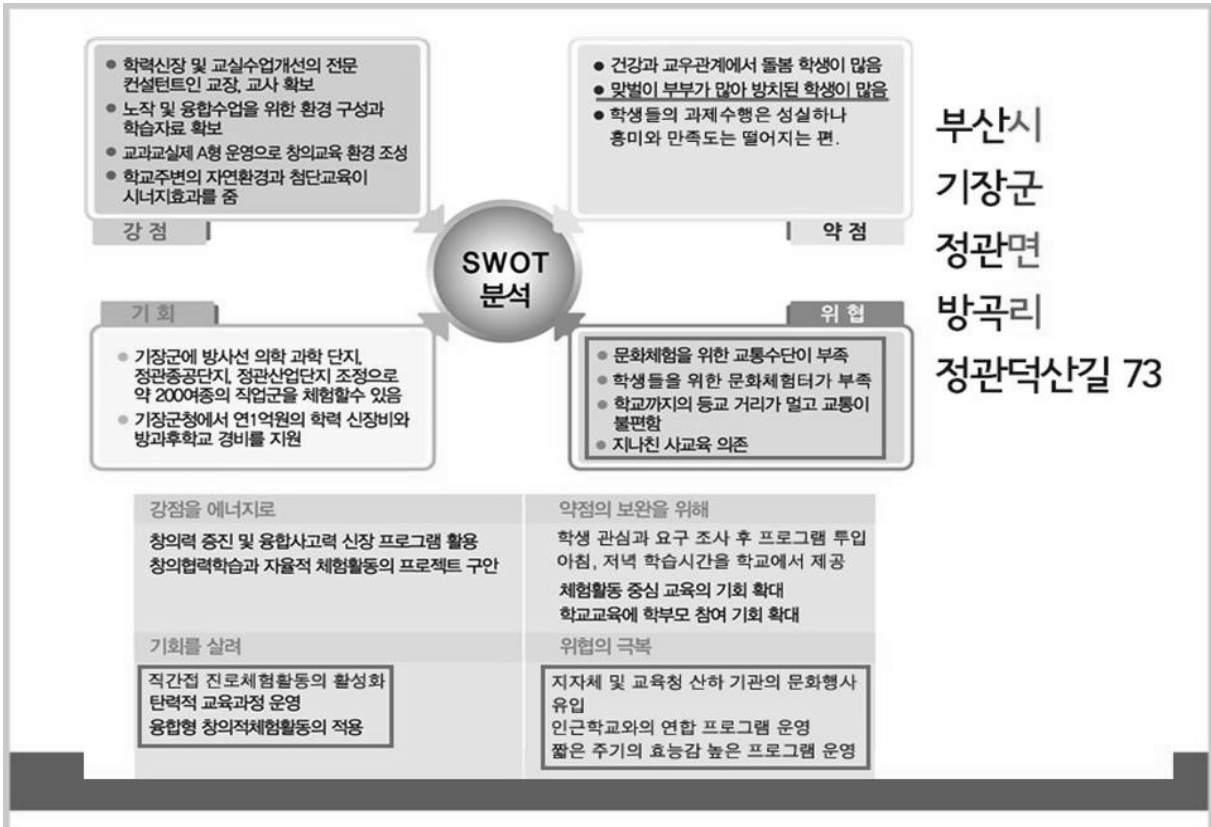 학력신장 및 교실수업개선의 전문
컨설턴트인 교장, 교사 확보
노작 및 융합수업을 위한 환경 구성과
학습자료 확보
교과교실제 A형 운영으로 창의교육 환경 조성
학교주변의 자연환경과 첨단교육이
시너지효과를 줌
강 점
건강과 교우관계에서 돌봄 학생이 많음
맞벌이 부부가 많아 방치된 학생이 많음
학생들의 과제수행은 성실하나
흥미와 만족도는 떨어지는 편.
약 점
SWOT
분석
기 회
기장군에 방사선 의학 과학 단지,
정관종공단지, 정관산업단지 조정으로
약 200여종의 직업군을 체험할수 있음
기장군청에서 연1억원의 학력 신장비와
방과후학교 경비를 지원
위 협
문화체험을 위한 교통수단이 부족
학생들을 위한 문화체험터가 부족
학교까지의 등교 거리가 멀고 교통이
불편함
지나친 사교육 의존
부산시
기장군
정관면
방곡리
정관덕산길 73
강점을 에너지로
창의력 증진 및 융합사고력 신장 프로그램 활용
창의협력학습과 자율적 체험활동의 프로젝트 구안
약점의 보완을 위해
학생 관심과 요구 조사 후 프로그램 투입
아침, 저녁 학습시간을 학교에서 제공
체험활동 중심 교육의 기회 확대
학교교육에 학부모 참여 기회 확대
기회를 살려
직간접 진로체험활동의 활성화
탄력적 교육과정 운영
융합형 창의적체험활동의 적용
위협의 극복
지자체 및 교육청 산하 기관의 문화행사
유입
인근학교와의 연합 프로그램 운영
짧은 주기의 효능감 높은 프로그램 운영